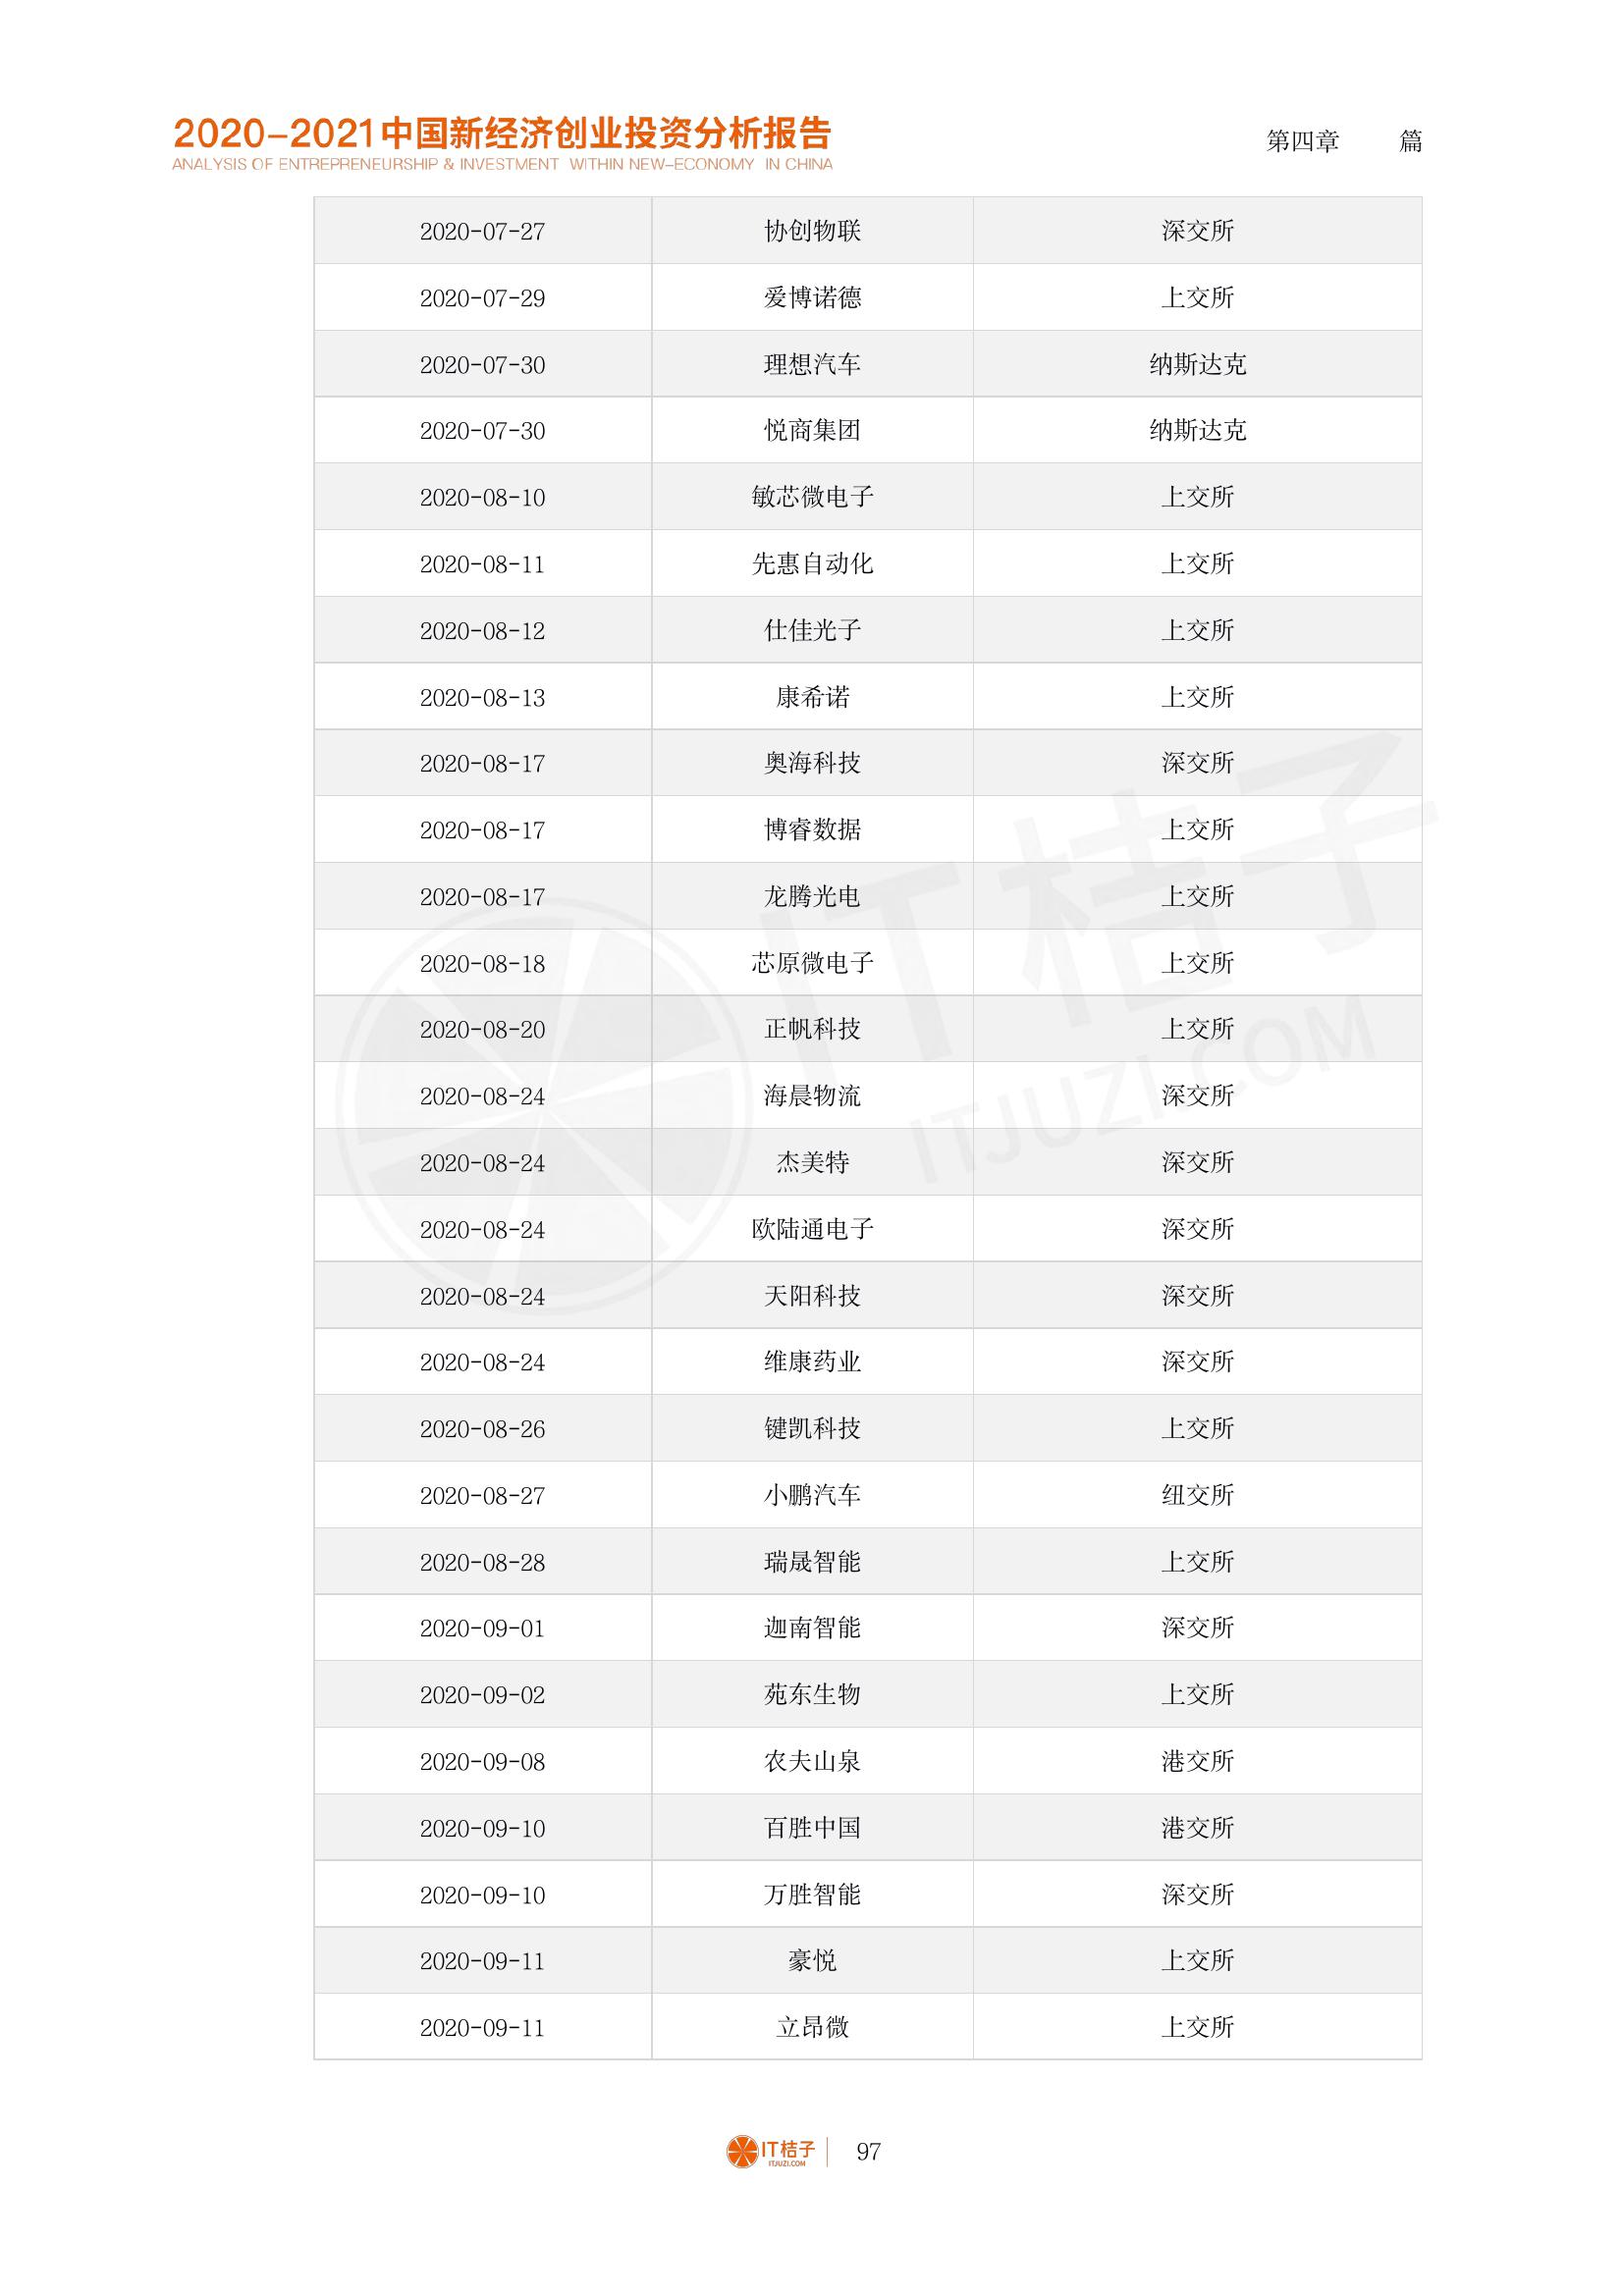 2020-2021中国新经济创业投资分析报告
ANALYSIS OF ENTREPRENEURSHIP & INVESTMENT WITHIN NEW-ECONOMY IN CHINA
第四章 篇
2020-07-27 协创物联 深交所
2020-07-29 爱博诺德 上交所
2020-07-30 理想汽车 纳斯达克
2020-07-30 悦商集团 纳斯达克
2020-08-10 敏芯微电子 上交所
2020-08-11 先惠自动化 上交所
2020-08-12 仕佳光子 上交所
2020-08-13 康希诺 上交所
2020-08-17 奥海科技 深交所
2020-08-17 博睿数据 上交所
2020-08-17 龙腾光电 上交所
2020-08-18 芯原微电子 上交所
2020-08-20 正帆科技 上交所
2020-08-24 海晨物流 深交所
2020-08-24 杰美特 深交所
2020-08-24 欧陆通电子 深交所
2020-08-24 天阳科技 深交所
2020-08-24 维康药业 深交所
2020-08-26 键凯科技 上交所
2020-08-27 小鹏汽车 纽交所
2020-08-28 瑞晟智能 上交所
2020-09-01 迦南智能 深交所
2020-09-02 苑东生物 上交所
2020-09-08 农夫山泉 港交所
2020-09-10 百胜中国 港交所
2020-09-10 万胜智能 深交所
2020-09-11 豪悦 上交所
2020-09-11 立昂微 上交所
IT桔子
ITJUZI.COM
IT桔子
ITJUZI.COM
97